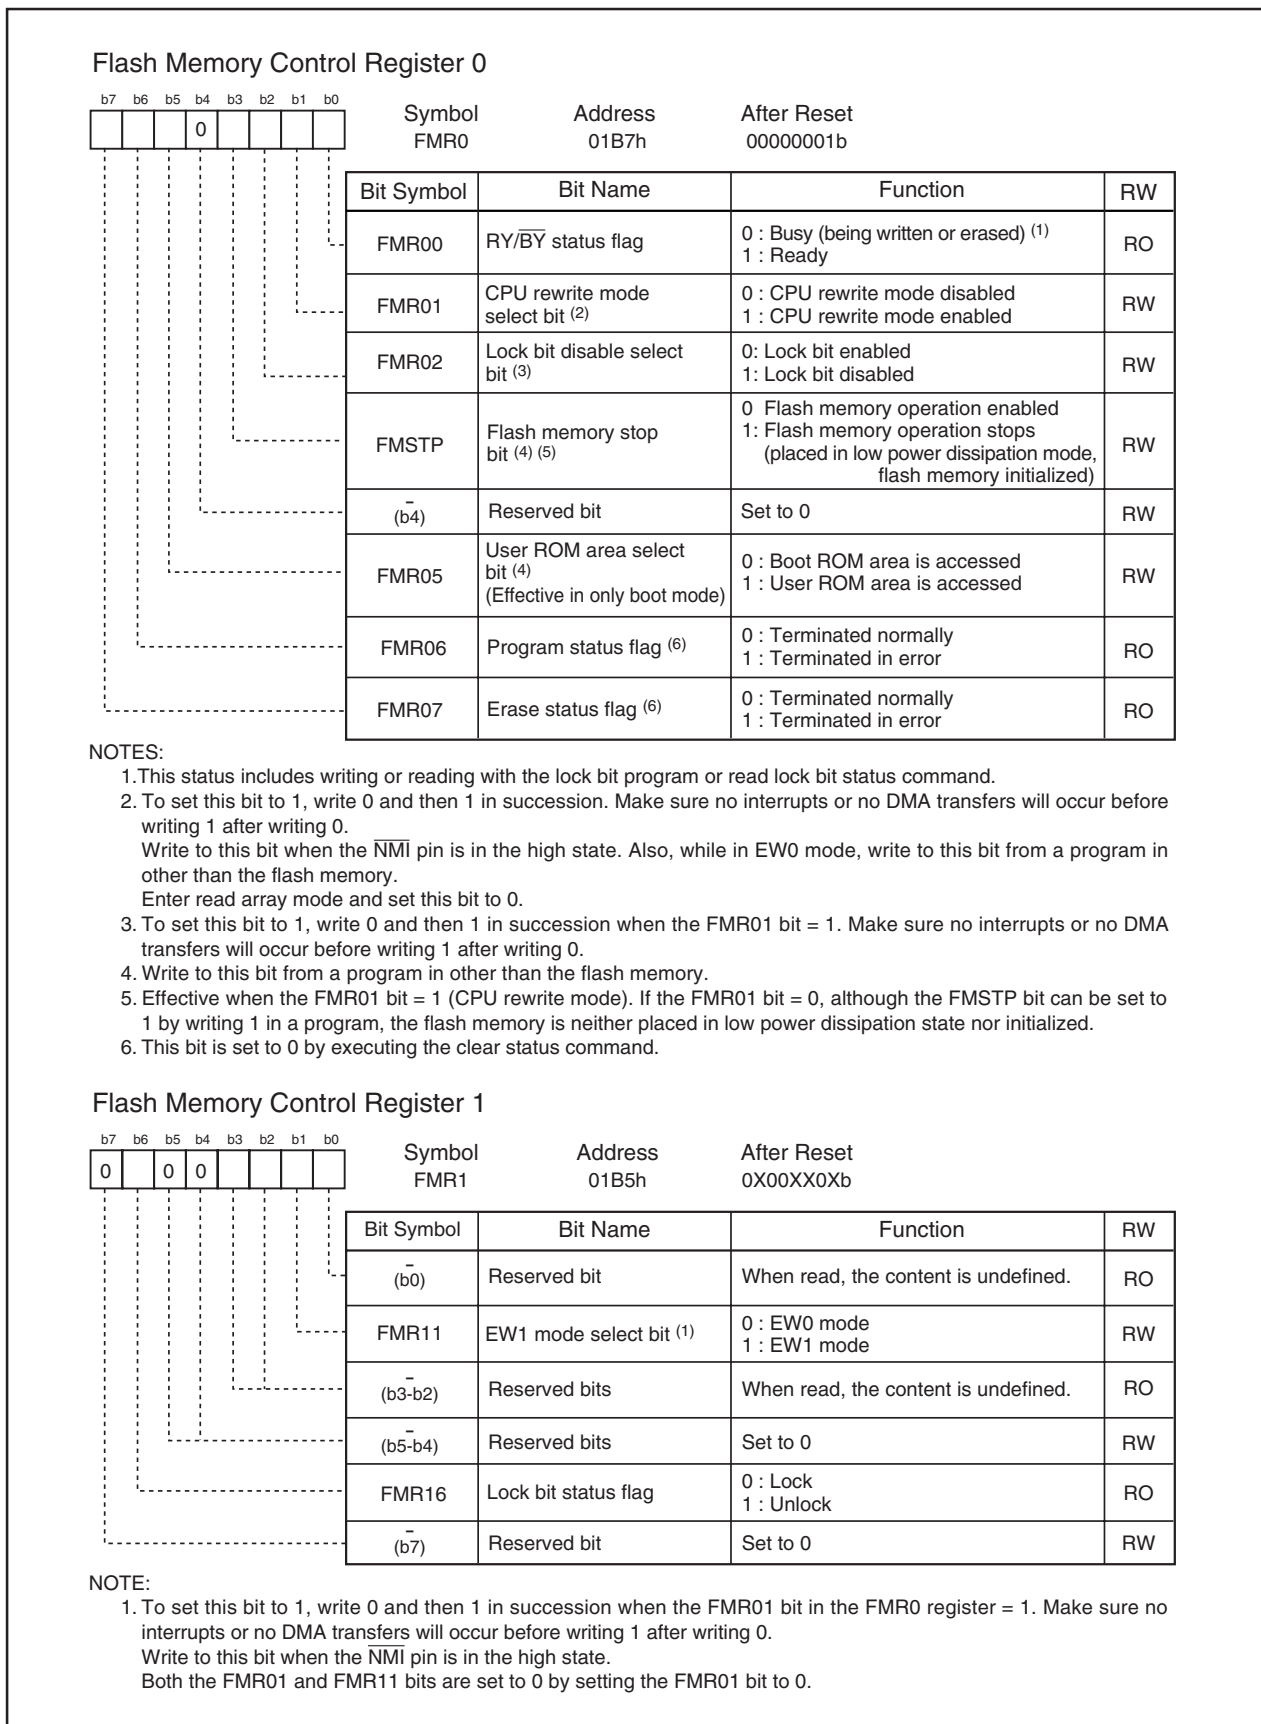 Flash Memory Control Register 0
b7 b6 b5 b4 b3 b2 b1 b0
0
Symbol Address After Reset
FMR0 01B7h 00000001b
Bit Symbol Bit Name Function RW
FMR00 RY/BY status flag 0 : Busy (being written or erased) (1) RO
1 : Ready
FMR01 CPU rewrite mode select bit (2) 0 : CPU rewrite mode disabled RW
1 : CPU rewrite mode enabled
FMR02 Lock bit disable select bit (3) 0: Lock bit enabled RW
1: Lock bit disabled
FMSTP Flash memory stop bit (4) (5) 0 Flash memory operation enabled RW
1: Flash memory operation stops
(placed in low power dissipation mode,
flash memory initialized)
– (b4) Reserved bit Set to 0 RW
FMR05 User ROM area select bit (4) (Effective in only boot mode) 0 : Boot ROM area is accessed RW
1 : User ROM area is accessed
FMR06 Program status flag (6) 0 : Terminated normally RO
1 : Terminated in error
FMR07 Erase status flag (6) 0 : Terminated normally RO
1 : Terminated in error
NOTES:
1.This status includes writing or reading with the lock bit program or read lock bit status command.
2. To set this bit to 1, write 0 and then 1 in succession. Make sure no interrupts or no DMA transfers will occur before
writing 1 after writing 0.
Write to this bit when the NMI pin is in the high state. Also, while in EW0 mode, write to this bit from a program in
other than the flash memory.
Enter read array mode and set this bit to 0.
3. To set this bit to 1, write 0 and then 1 in succession when the FMR01 bit = 1. Make sure no interrupts or no DMA
transfers will occur before writing 1 after writing 0.
4. Write to this bit from a program in other than the flash memory.
5. Effective when the FMR01 bit = 1 (CPU rewrite mode). If the FMR01 bit = 0, although the FMSTP bit can be set to
1 by writing 1 in a program, the flash memory is neither placed in low power dissipation state nor initialized.
6. This bit is set to 0 by executing the clear status command.
Flash Memory Control Register 1
b7 b6 b5 b4 b3 b2 b1 b0
0 0 0
Symbol Address After Reset
FMR1 01B5h 0X00XX0Xb
Bit Symbol Bit Name Function RW
– (b0) Reserved bit When read, the content is undefined. RO
FMR11 EW1 mode select bit (1) 0 : EW0 mode RW
1 : EW1 mode
– (b3-b2) Reserved bits When read, the content is undefined. RO
– (b5-b4) Reserved bits Set to 0 RW
FMR16 Lock bit status flag 0 : Lock RO
1 : Unlock
– (b7) Reserved bit Set to 0 RW
NOTE:
1. To set this bit to 1, write 0 and then 1 in succession when the FMR01 bit in the FMR0 register = 1. Make sure no
interrupts or no DMA transfers will occur before writing 1 after writing 0.
Write to this bit when the NMI pin is in the high state.
Both the FMR01 and FMR11 bits are set to 0 by setting the FMR01 bit to 0.